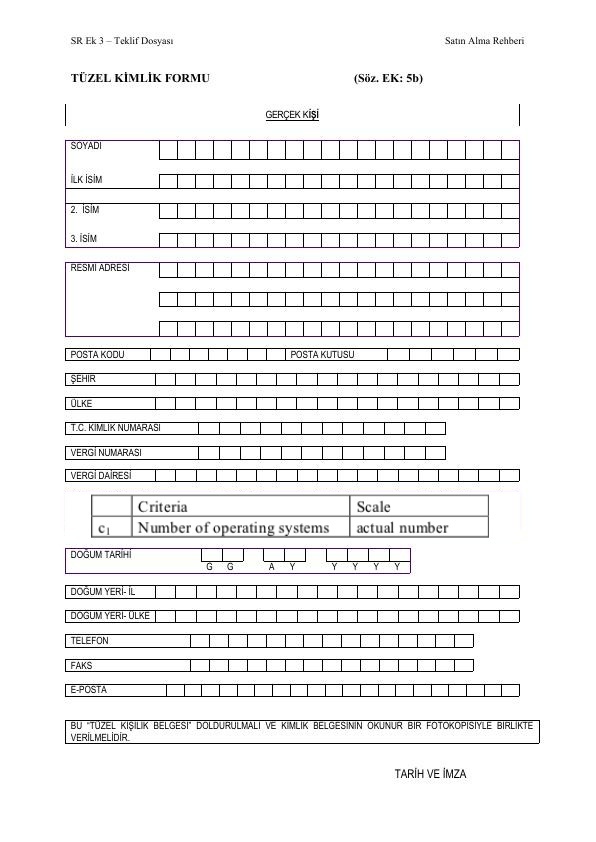 SR Ek 3 – Teklif Dosyası Satın Alma Rehberi
TÜZEL KİMLİK FORMU (Söz. EK: 5b)
GERÇEK KİŞİ
SOYADI
İLK İSİM
2. İSİM
3. İSİM
RESMİ ADRESİ
POSTA KODU POSTA KUTUSU
ŞEHİR
ÜLKE
T.C. KİMLİK NUMARASI
VERGİ NUMARASI
VERGİ DAİRESİ
Criteria Scale
c1 Number of operating systems actual number
DOĞUM TARİHİ
G G A Y Y Y Y Y
DOĞUM YERİ- İL
DOĞUM YERİ- ÜLKE
TELEFON
FAKS
E-POSTA
BU “TÜZEL KİŞİLİK BELGESİ” DOLDURULMALI VE KİMLİK BELGESİNİN OKUNUR BİR FOTOKOPİSİYLE BİRLİKTE
VERİLMELİDİR.
TARİH VE İMZA